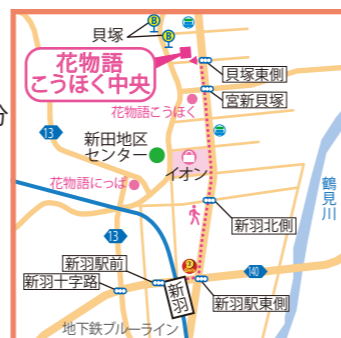 貝塚
8
8
花物語
こうほく中央
貝塚東側
宮新貝塚
花物語こうほく
分
13
新田地区
センター
イオン
花物語にっぱ
鶴見川
新羽北側
13
新羽駅前
2
140
新羽十字路
新羽
新羽駅東側
地下鉄ブルーライン